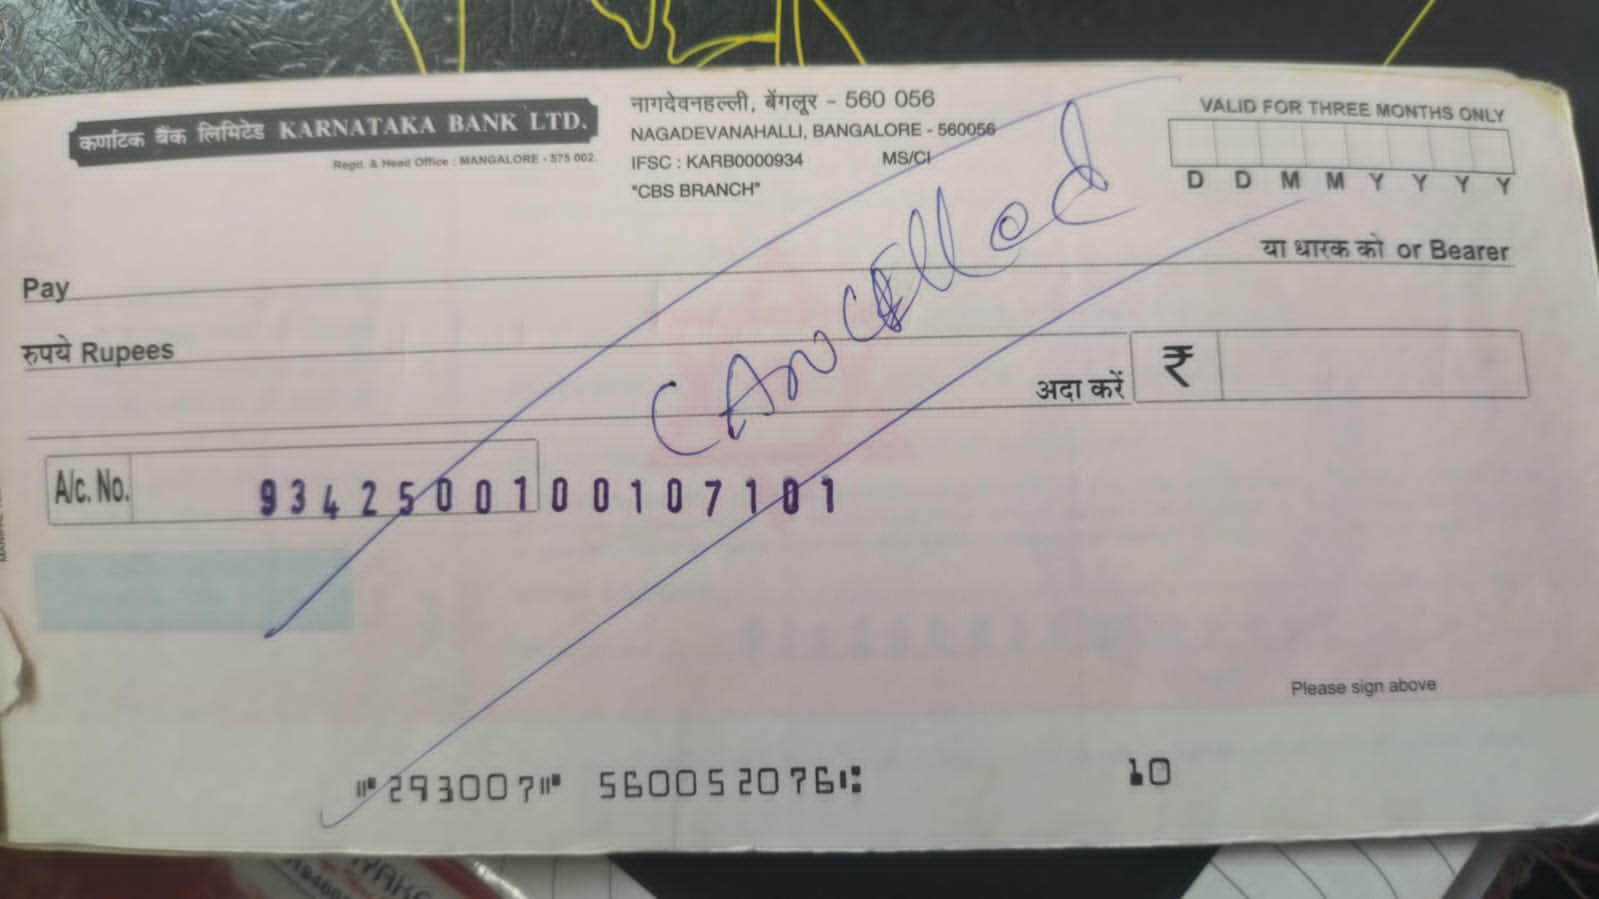 कर्णाटक बैंक लिमिटेड KARNATAKA BANK LTD.
Regd. & Head Office : MANGALORE - 575 002.
नागदेवनहल्ली, बेंगलूर - 560 056
NAGADEVANAHALLI, BANGALORE - 560056
IFSC : KARB0000934 MS/CI
"CBS BRANCH"
VALID FOR THREE MONTHS ONLY
D D M M Y Y Y Y
CANCElled
Pay
या धारक को or Bearer
रुपये Rupees
अदा करें ₹
A/c. No. 9342500100107101
Please sign above
⑈293007⑈ 560052076⑆ 10